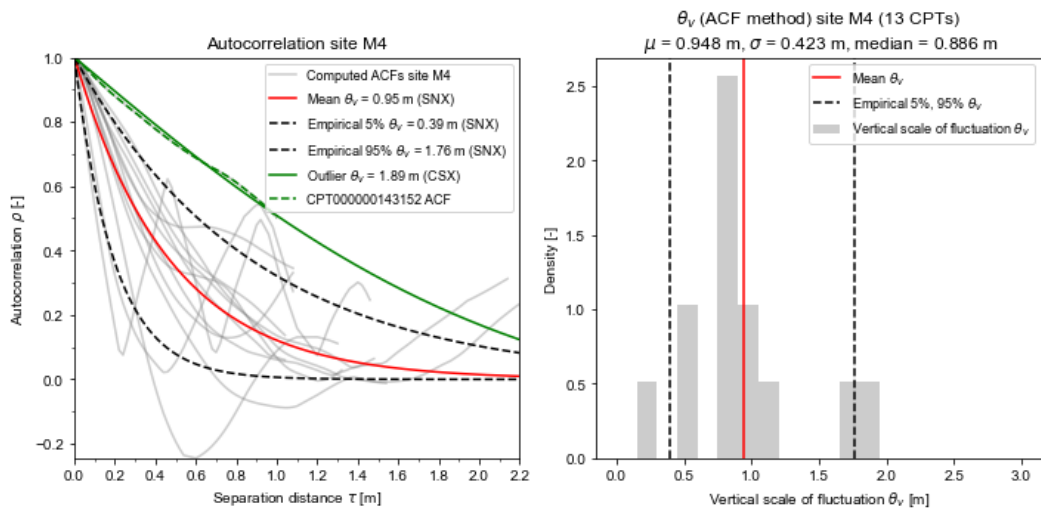 Autocorrelation site M4
1.0
0.8
0.6
0.4
0.2
0.0
−0.2
Autocorrelation ρ [-]
Computed ACFs site M4
Mean θv = 0.95 m (SNX)
Empirical 5% θv = 0.39 m (SNX)
Empirical 95% θv = 1.76 m (SNX)
Outlier θv = 1.89 m (CSX)
CPT000000143152 ACF
0.0 0.2 0.4 0.6 0.8 1.0 1.2 1.4 1.6 1.8 2.0 2.2
Separation distance τ [m]
θv (ACF method) site M4 (13 CPTs)
μ = 0.948 m, σ = 0.423 m, median = 0.886 m
2.5
2.0
1.5
1.0
0.5
0.0
Density [-]
Mean θv
Empirical 5%, 95% θv
Vertical scale of fluctuation θv
0.0 0.5 1.0 1.5 2.0 2.5 3.0
Vertical scale of fluctuation θv [m]